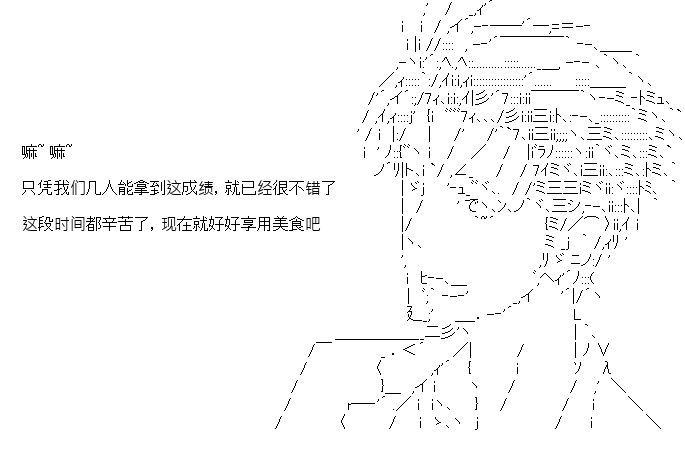 嘛~ 嘛~
只凭我们几人能拿到这成绩，就已经很不错了
这段时间都辛苦了，现在就好好享用美食吧